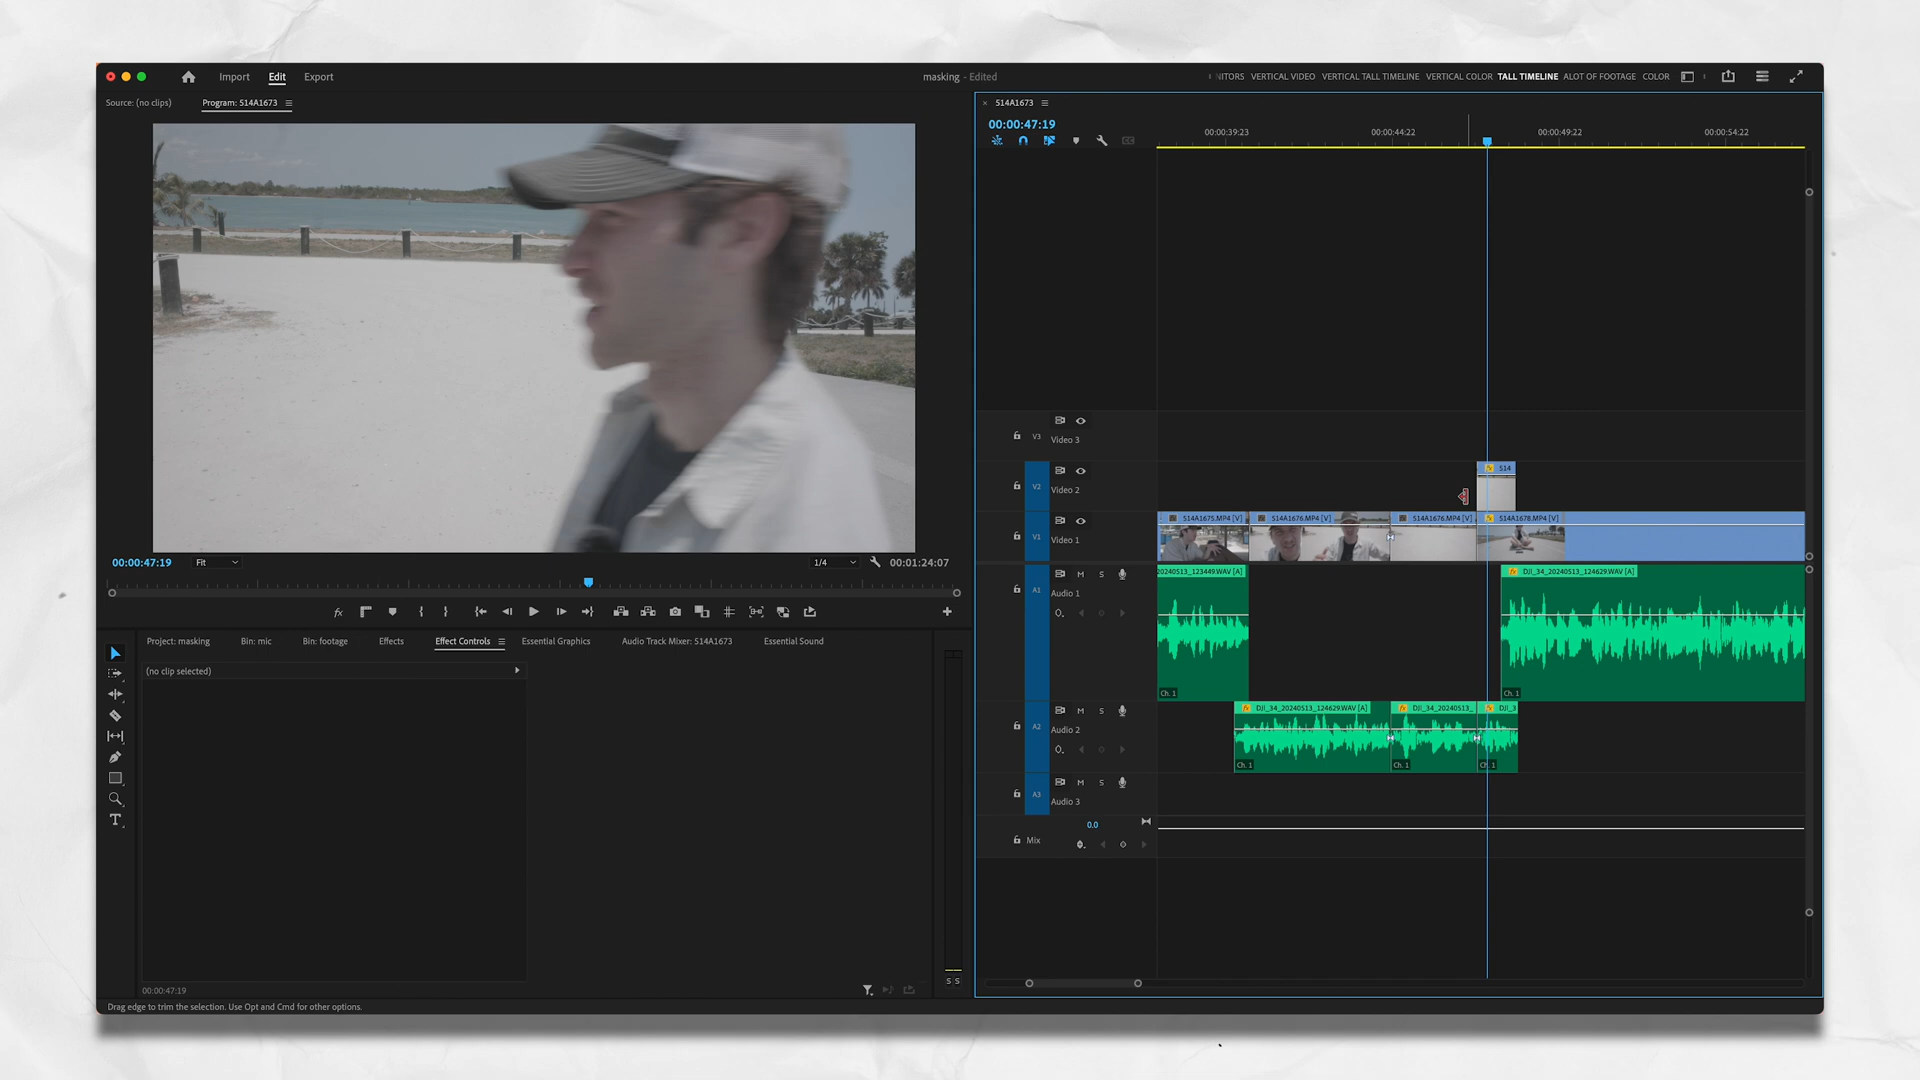 Import Edit Export
masking - Edited
NITORS VERTICAL VIDEO VERTICAL TALL TIMELINE VERTICAL COLOR TALL TIMELINE ALOT OF FOOTAGE COLOR
Source: (no clips) Program: 514A1673
514A1673
00:00:47:19
00:00:39:23 00:00:44:22 00:00:49:22 00:00:54:22
V3 Video 3
514
V2 Video 2
514A1675.MP4 [V] 514A1676.MP4 [V] 514A1676.MP4 [V] 514A1678.MP4 [V]
V1 Video 1
00:00:47:19 Fit 1/4 00:01:24:07
M S
20240513_123449.WAV [A] DJI_34_20240513_124629.WAV [A]
A1 Audio 1
Ch. 1 Ch. 1
M S
DJI_34_20240513_124629.WAV [A] DJI_34_20240513_ DJI_3
A2 Audio 2
Ch. 1 Ch. 1 Ch. 1
M S
A3 Audio 3
0.0
Mix
Project: masking Bin: mic Bin: footage Effects Effect Controls Essential Graphics Audio Track Mixer: 514A1673 Essential Sound
(no clip selected)
S S
00:00:47:19
Drag edge to trim the selection. Use Opt and Cmd for other options.